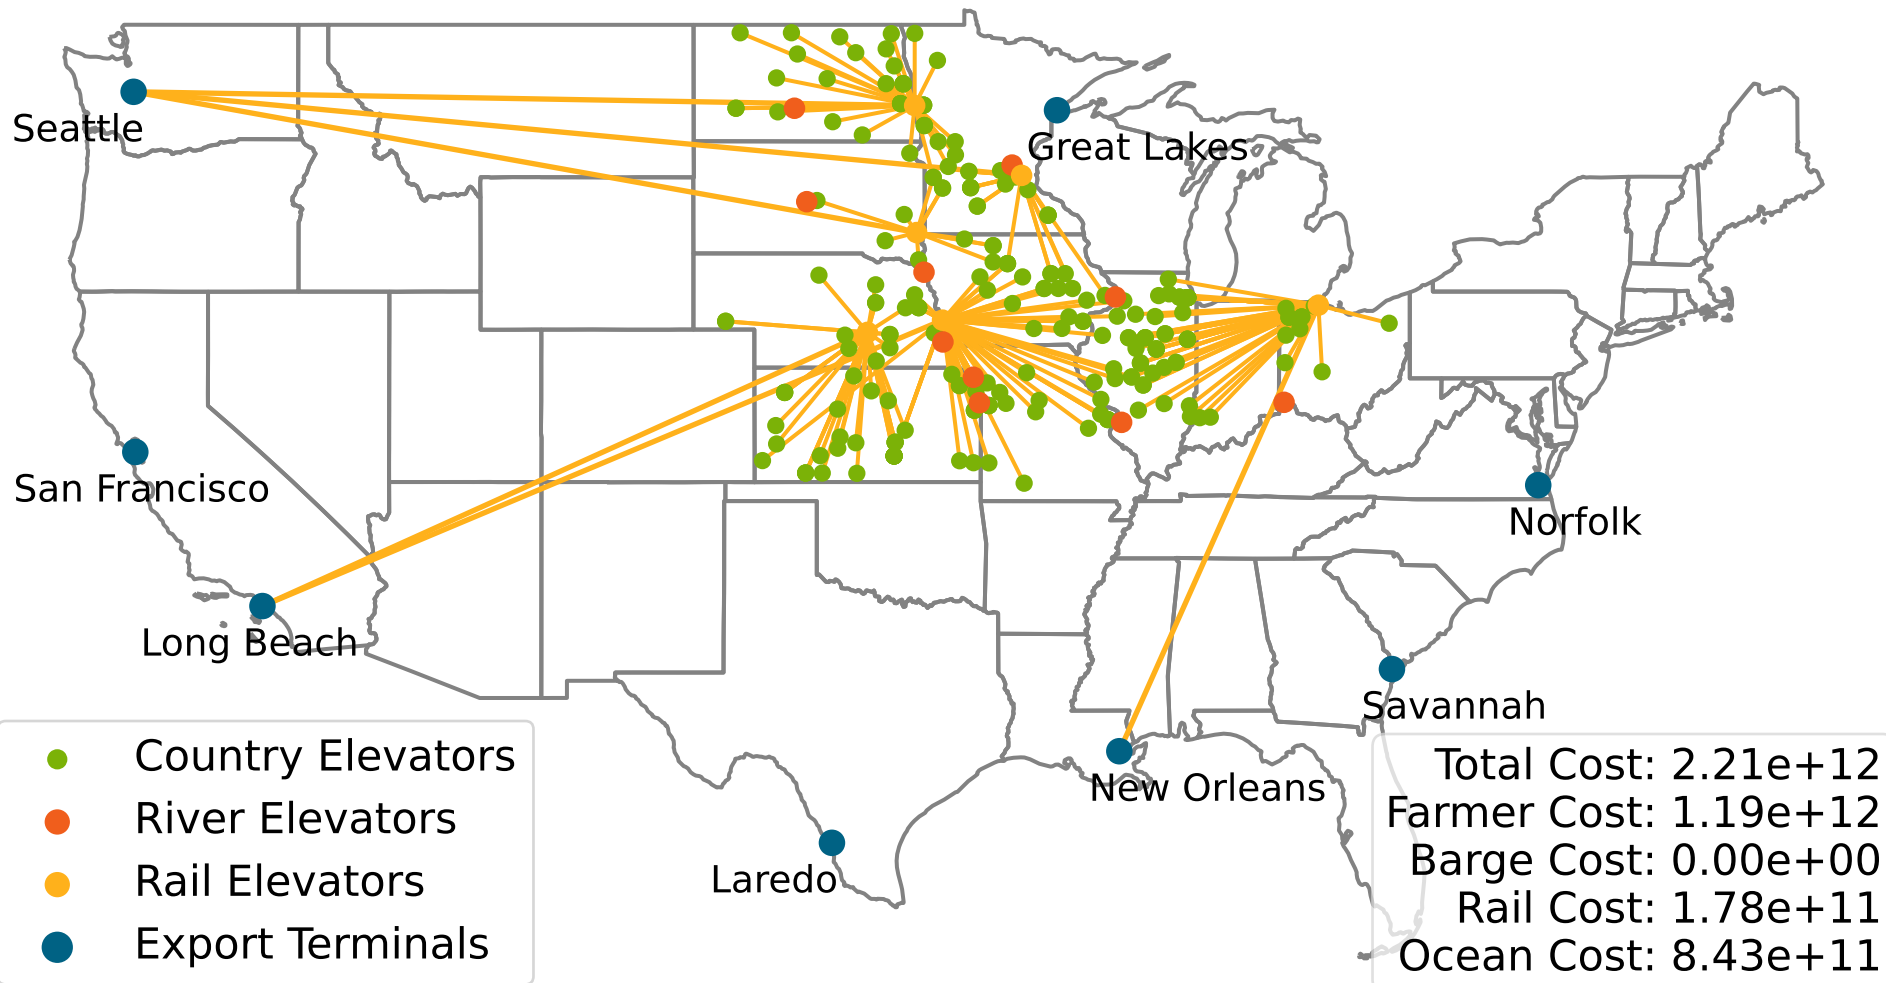 Seattle
Great Lakes
San Francisco
Norfolk
Long Beach
Savannah
New Orleans
Laredo
Country Elevators
River Elevators
Rail Elevators
Export Terminals
Total Cost: 2.21e+12
Farmer Cost: 1.19e+12
Barge Cost: 0.00e+00
Rail Cost: 1.78e+11
Ocean Cost: 8.43e+11